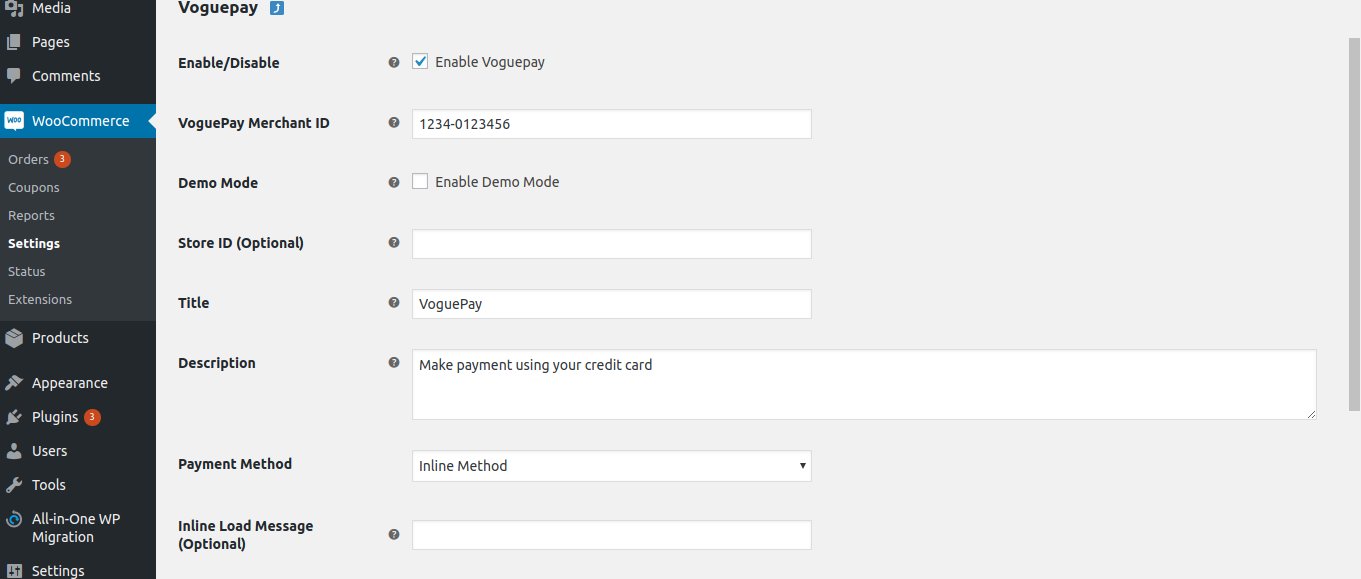 Media
Pages
Comments
WooCommerce
Orders 3
Coupons
Reports
Settings
Status
Extensions
Products
Appearance
Plugins 3
Users
Tools
All-in-One WP
Migration
Settings
Voguepay
Enable/Disable
Enable Voguepay
VoguePay Merchant ID
1234-0123456
Demo Mode
Enable Demo Mode
Store ID (Optional)
Title
VoguePay
Description
Make payment using your credit card
Payment Method
Inline Method
Inline Load Message
(Optional)